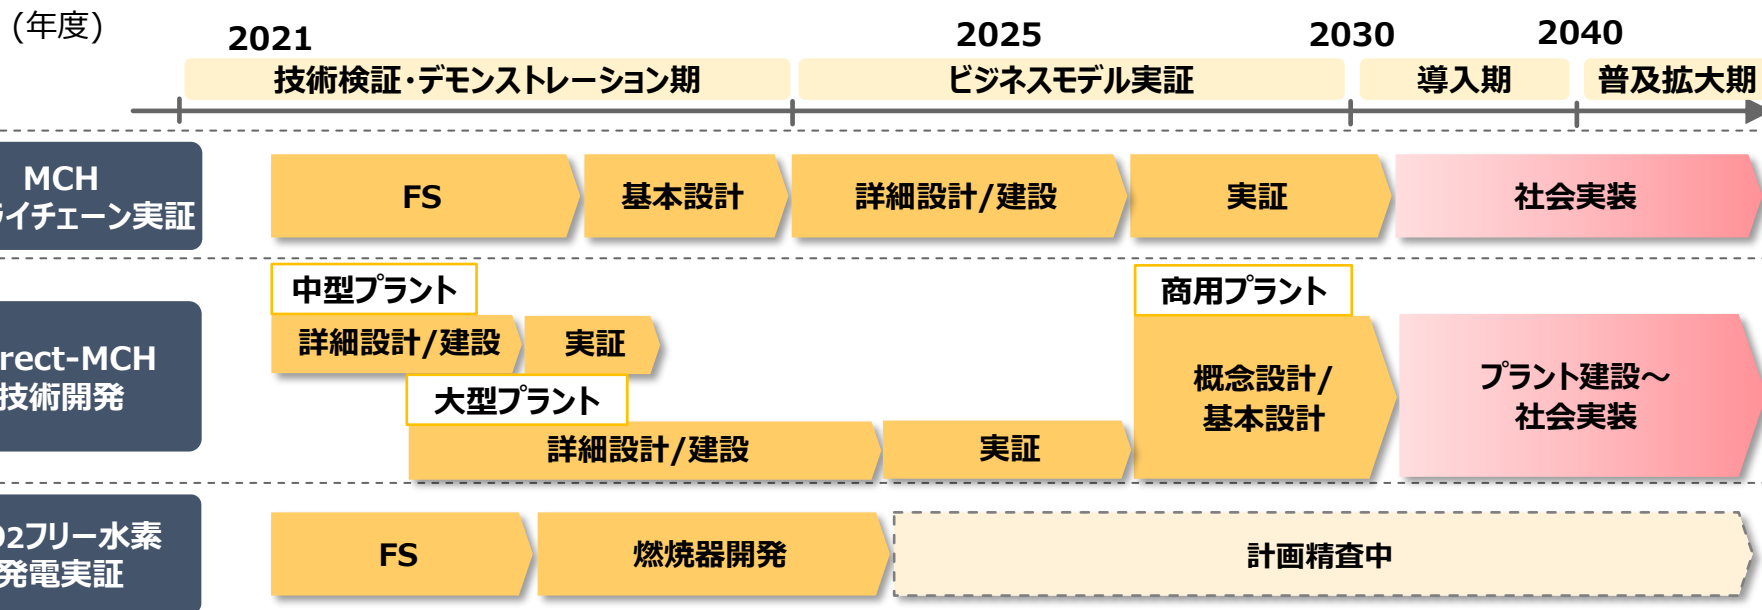 (年度)
2021
2025
2030
2040
技術検証・デモンストレーション期
ビジネスモデル実証
導入期
普及拡大期
MCH
ライチェーン実証
FS
基本設計
詳細設計/建設
実証
社会実装
rect-MCH
技術開発
中型プラント
詳細設計/建設
実証
大型プラント
詳細設計/建設
実証
商用プラント
概念設計/
基本設計
プラント建設～
社会実装
O2フリー水素
発電実証
FS
燃焼器開発
計画精査中